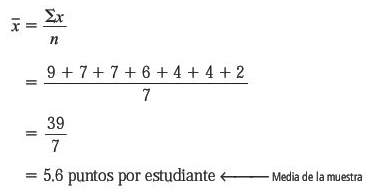 x̄ = Σx / n
= 9 + 7 + 7 + 6 + 4 + 4 + 2 / 7
= 39 / 7
= 5.6 puntos por estudiante ← Media de la muestra